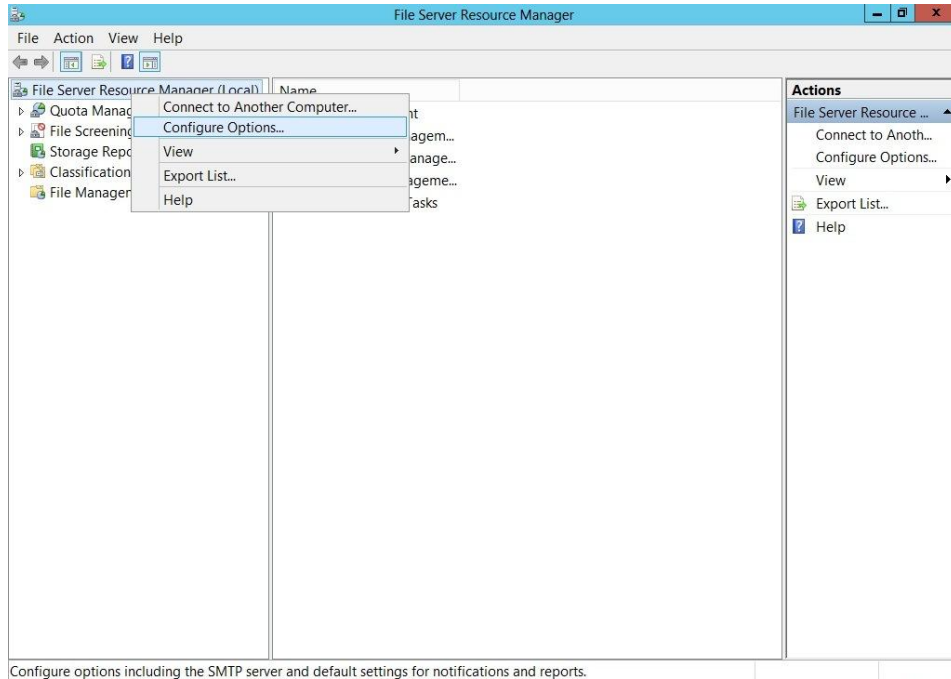 File Server Resource Manager
File Action View Help
File Server Resource Manager (Local)
Quota Manag
File Screening
Storage Repo
Classification
File Manager
Connect to Another Computer...
Configure Options...
View
Export List...
Help
Name
nt
agem...
anage...
ageme...
Tasks
Actions
File Server Resource ...
Connect to Anoth...
Configure Options...
View
Export List...
Help
Configure options including the SMTP server and default settings for notifications and reports.